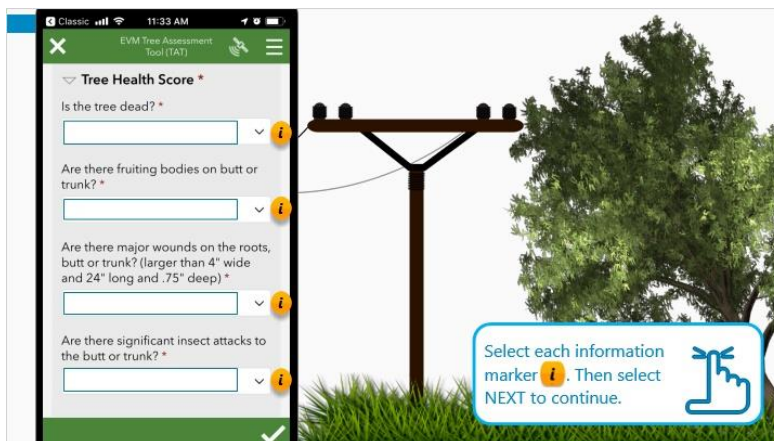 Classic 11:33 AM
EVM Tree Assessment
Tool (TAT)
Tree Health Score *
Is the tree dead? *
i
Are there fruiting bodies on butt or
trunk? *
i
Are there major wounds on the roots,
butt or trunk? (larger than 4" wide
and 24" long and .75" deep) *
i
Are there significant insect attacks to
the butt or trunk? *
i
Select each information
marker i . Then select
NEXT to continue.